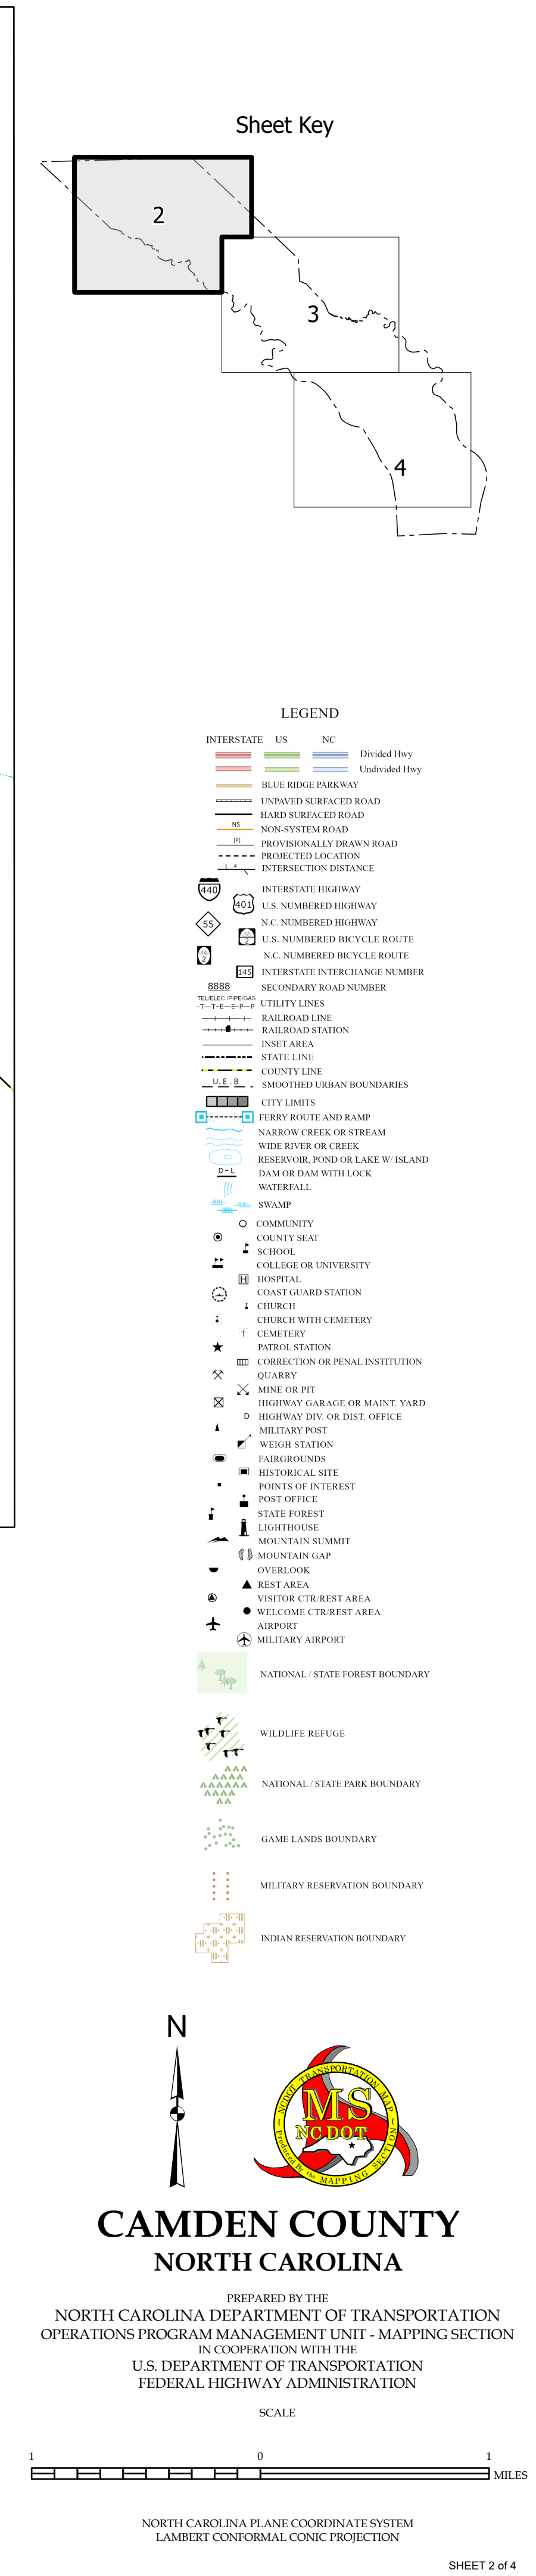 Sheet Key
2
3
4
LEGEND
INTERSTATE US NC
Divided Hwy
Undivided Hwy
BLUE RIDGE PARKWAY
UNPAVED SURFACED ROAD
HARD SURFACED ROAD
NS NON-SYSTEM ROAD
[P] PROVISIONALLY DRAWN ROAD
PROJECTED LOCATION
.4 INTERSECTION DISTANCE
440 INTERSTATE HIGHWAY
401 U.S. NUMBERED HIGHWAY
55 N.C. NUMBERED HIGHWAY
2 U.S. NUMBERED BICYCLE ROUTE
2 N.C. NUMBERED BICYCLE ROUTE
145 INTERSTATE INTERCHANGE NUMBER
8888 SECONDARY ROAD NUMBER
TEL/ELEC /PIPE/GAS
T T E E P P UTILITY LINES
RAILROAD LINE
RAILROAD STATION
INSET AREA
STATE LINE
COUNTY LINE
U. E. B SMOOTHED URBAN BOUNDARIES
CITY LIMITS
FERRY ROUTE AND RAMP
NARROW CREEK OR STREAM
WIDE RIVER OR CREEK
RESERVOIR, POND OR LAKE W/ ISLAND
D-L DAM OR DAM WITH LOCK
WATERFALL
SWAMP
COMMUNITY
COUNTY SEAT
SCHOOL
COLLEGE OR UNIVERSITY
H HOSPITAL
COAST GUARD STATION
CHURCH
CHURCH WITH CEMETERY
CEMETERY
PATROL STATION
CORRECTION OR PENAL INSTITUTION
QUARRY
MINE OR PIT
HIGHWAY GARAGE OR MAINT. YARD
D HIGHWAY DIV. OR DIST. OFFICE
MILITARY POST
WEIGH STATION
FAIRGROUNDS
HISTORICAL SITE
POINTS OF INTEREST
POST OFFICE
STATE FOREST
LIGHTHOUSE
MOUNTAIN SUMMIT
MOUNTAIN GAP
OVERLOOK
REST AREA
VISITOR CTR/REST AREA
WELCOME CTR/REST AREA
AIRPORT
MILITARY AIRPORT
NATIONAL / STATE FOREST BOUNDARY
WILDLIFE REFUGE
NATIONAL / STATE PARK BOUNDARY
GAME LANDS BOUNDARY
MILITARY RESERVATION BOUNDARY
INDIAN RESERVATION BOUNDARY
N
NCDOT TRANSPORTATION MAP
MS
NCDOT
Produced By the MAPPING SECTION
CAMDEN COUNTY
NORTH CAROLINA
PREPARED BY THE
NORTH CAROLINA DEPARTMENT OF TRANSPORTATION
OPERATIONS PROGRAM MANAGEMENT UNIT - MAPPING SECTION
IN COOPERATION WITH THE
U.S. DEPARTMENT OF TRANSPORTATION
FEDERAL HIGHWAY ADMINISTRATION
SCALE
1 0 1
MILES
NORTH CAROLINA PLANE COORDINATE SYSTEM
LAMBERT CONFORMAL CONIC PROJECTION
SHEET 2 of 4